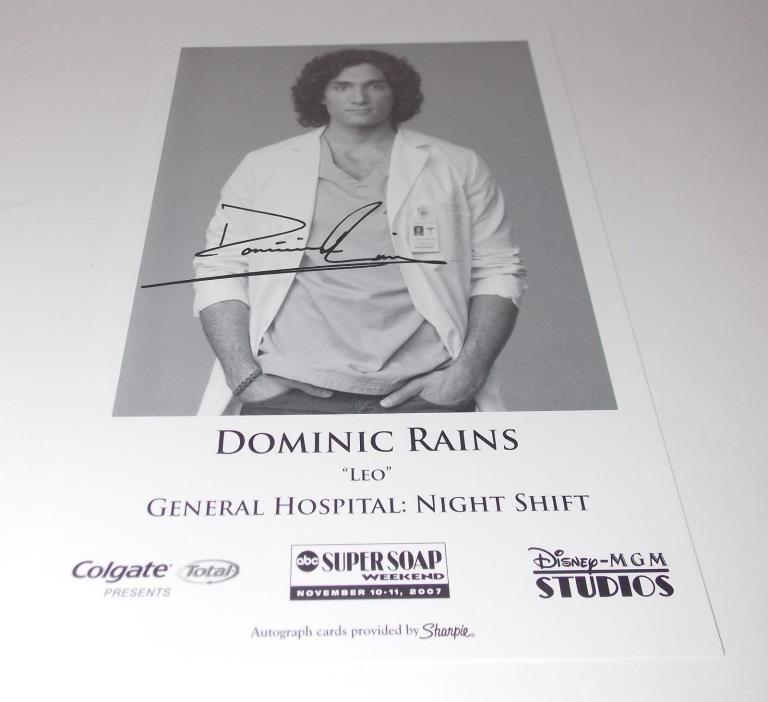 Dominic Rains
DOMINIC RAINS
"LEO"
GENERAL HOSPITAL: NIGHT SHIFT
Colgate Total
PRESENTS
abc SUPER SOAP
WEEKEND
NOVEMBER 10-11, 2007
Disney-MGM
STUDIOS
Autograph cards provided by Sharpie.